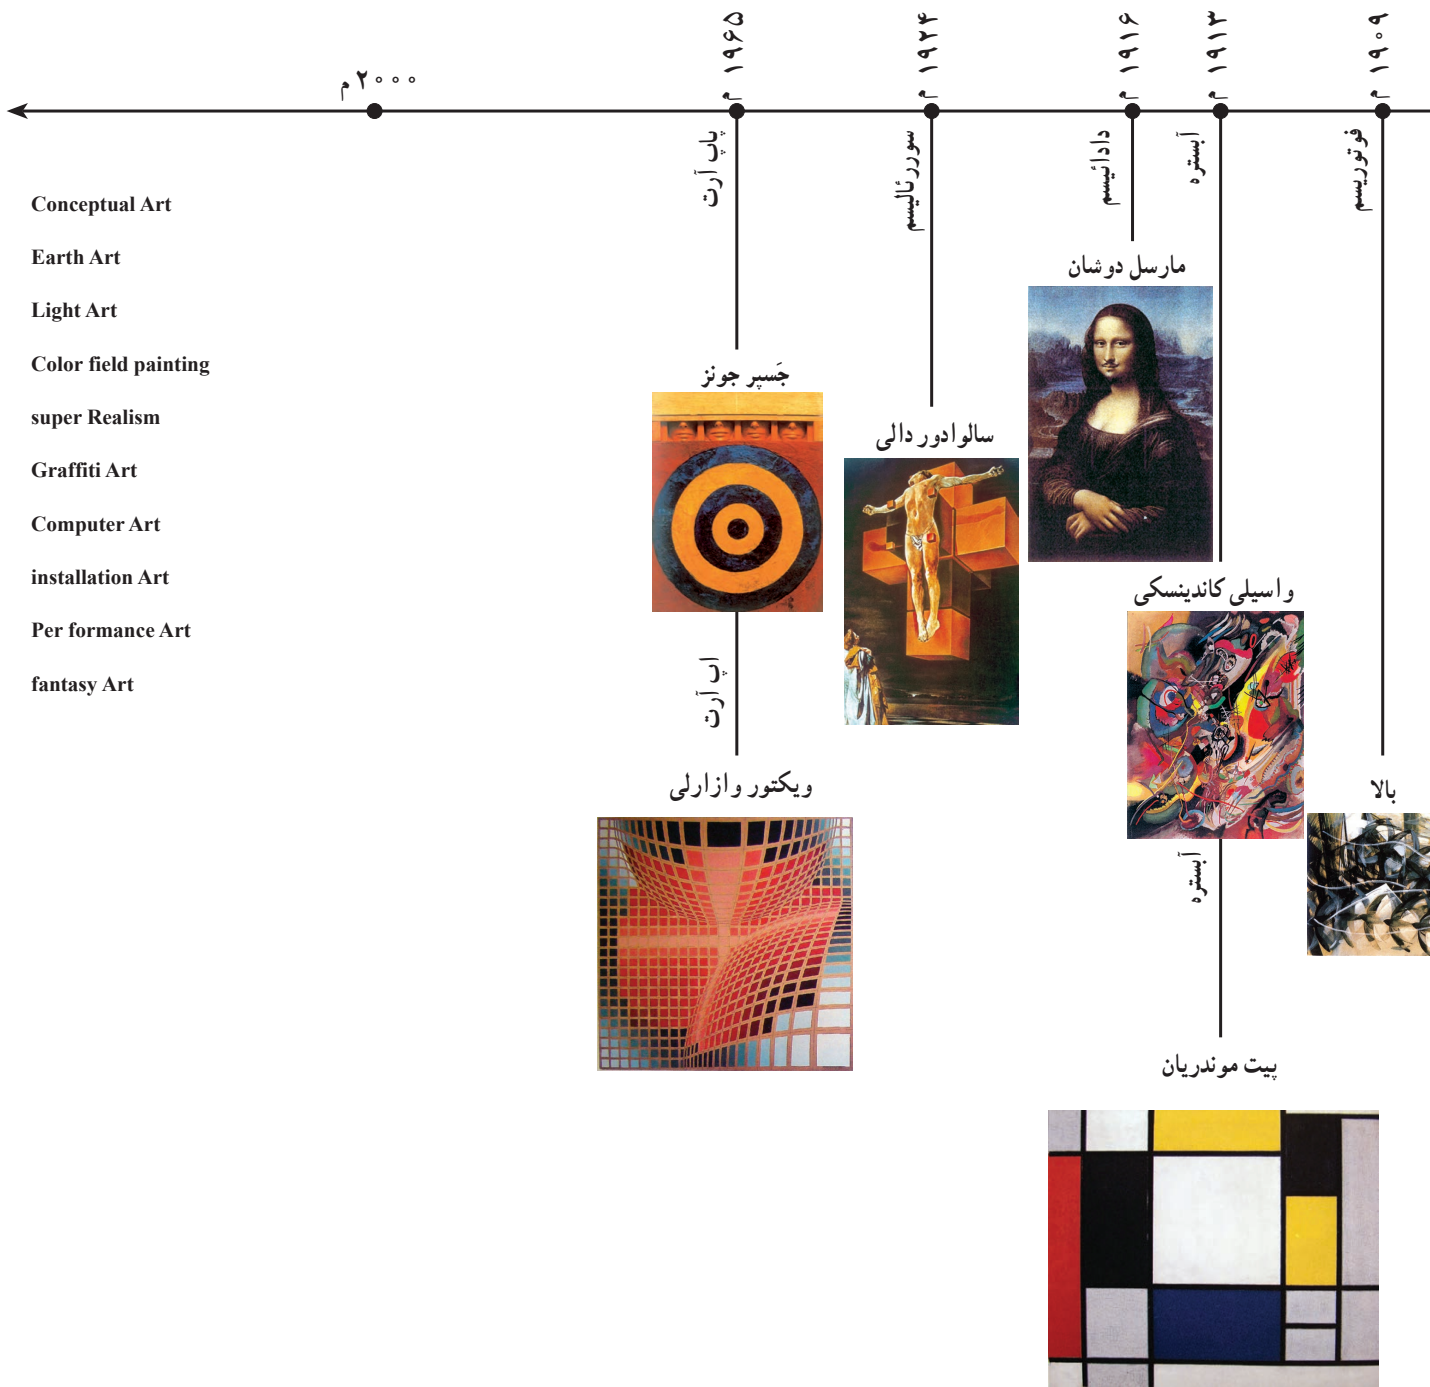 ۱۹۰۹ م
۱۹۱۳ م
۱۹۱۶ م
۱۹۲۴ م
۱۹۶۵ م
۲۰۰۰ م
فوتوریسم
بالا
آبستره
واسیلی کاندینسکی
آبستره
پیت موندریان
دادائیسم
مارسل دوشان
سوررئالیسم
سالوادور دالی
پاپ آرت
جَسپر جونز
اپ آرت
ویکتور وازارلی
Conceptual Art
Earth Art
Light Art
Color field painting
super Realism
Graffiti Art
Computer Art
installation Art
Per formance Art
fantasy Art